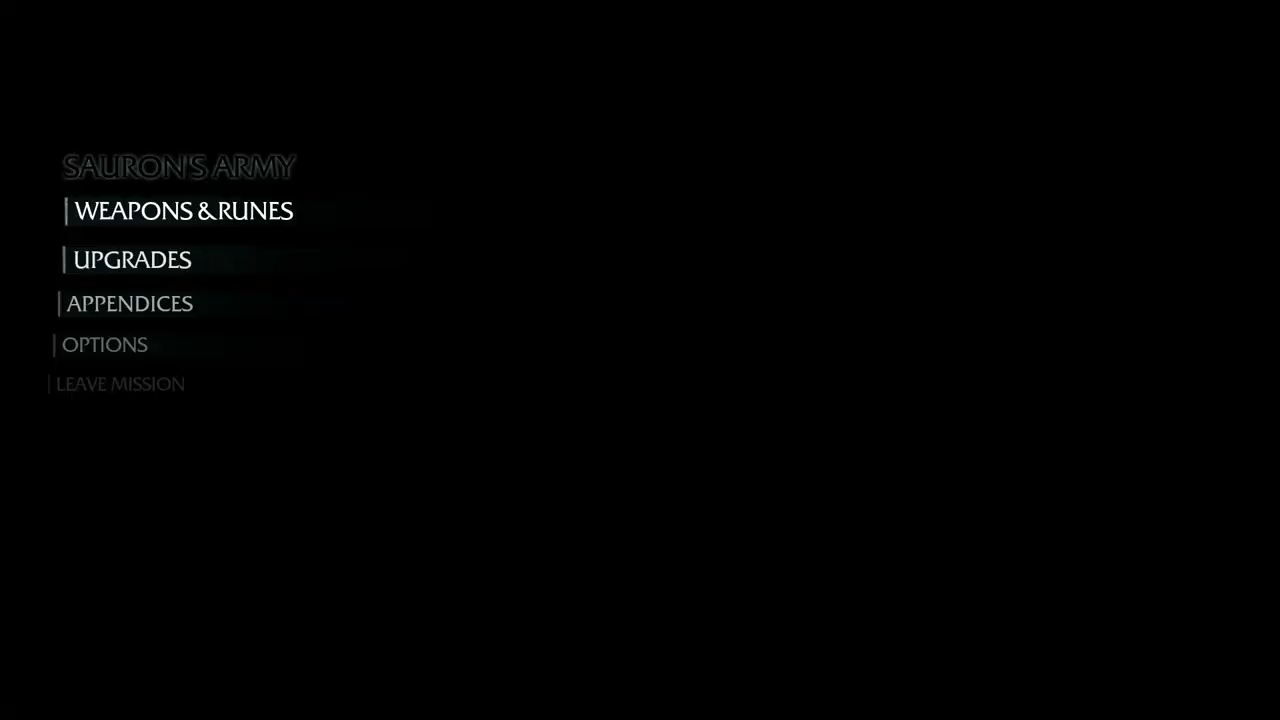 SAURON'S ARMY
WEAPONS & RUNES
UPGRADES
APPENDICES
OPTIONS
LEAVE MISSION